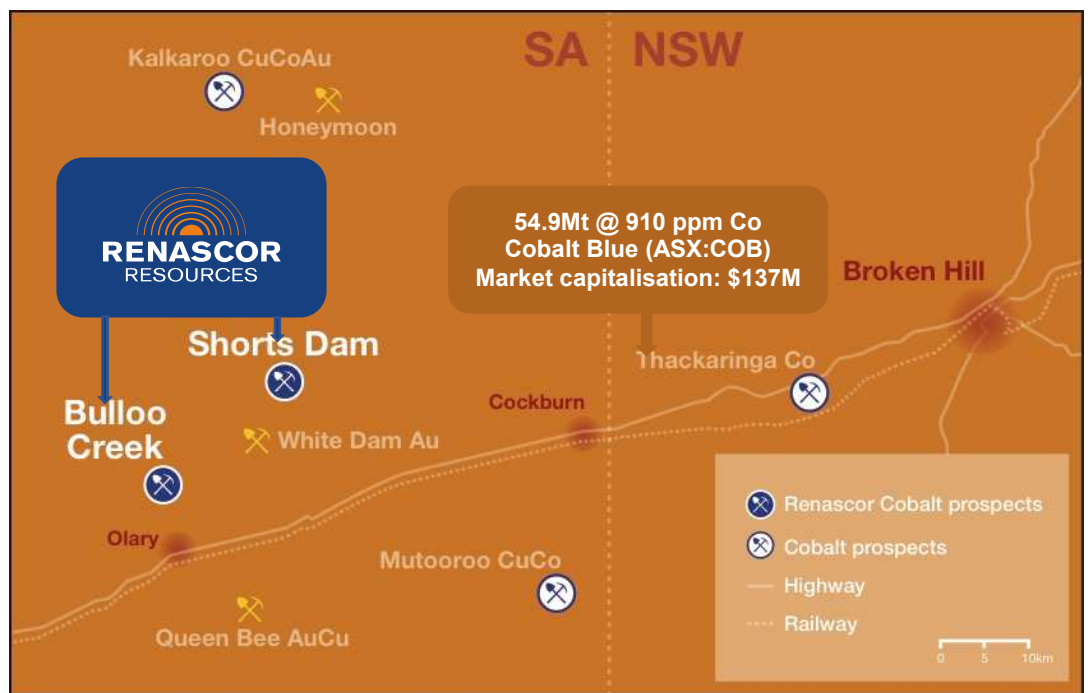 SA NSW
Kalkaroo CuCoAu
Honeymoon
RENASCOR
RESOURCES
54.9Mt @ 910 ppm Co
Cobalt Blue (ASX:COB)
Market capitalisation: $137M
Broken Hill
Shorts Dam
Thackaringa Co
Cockburn
Bulloo
Creek
White Dam Au
Olary
Mutooroo CuCo
Queen Bee AuCu
Renascor Cobalt prospects
Cobalt prospects
Highway
Railway
0 5 10km